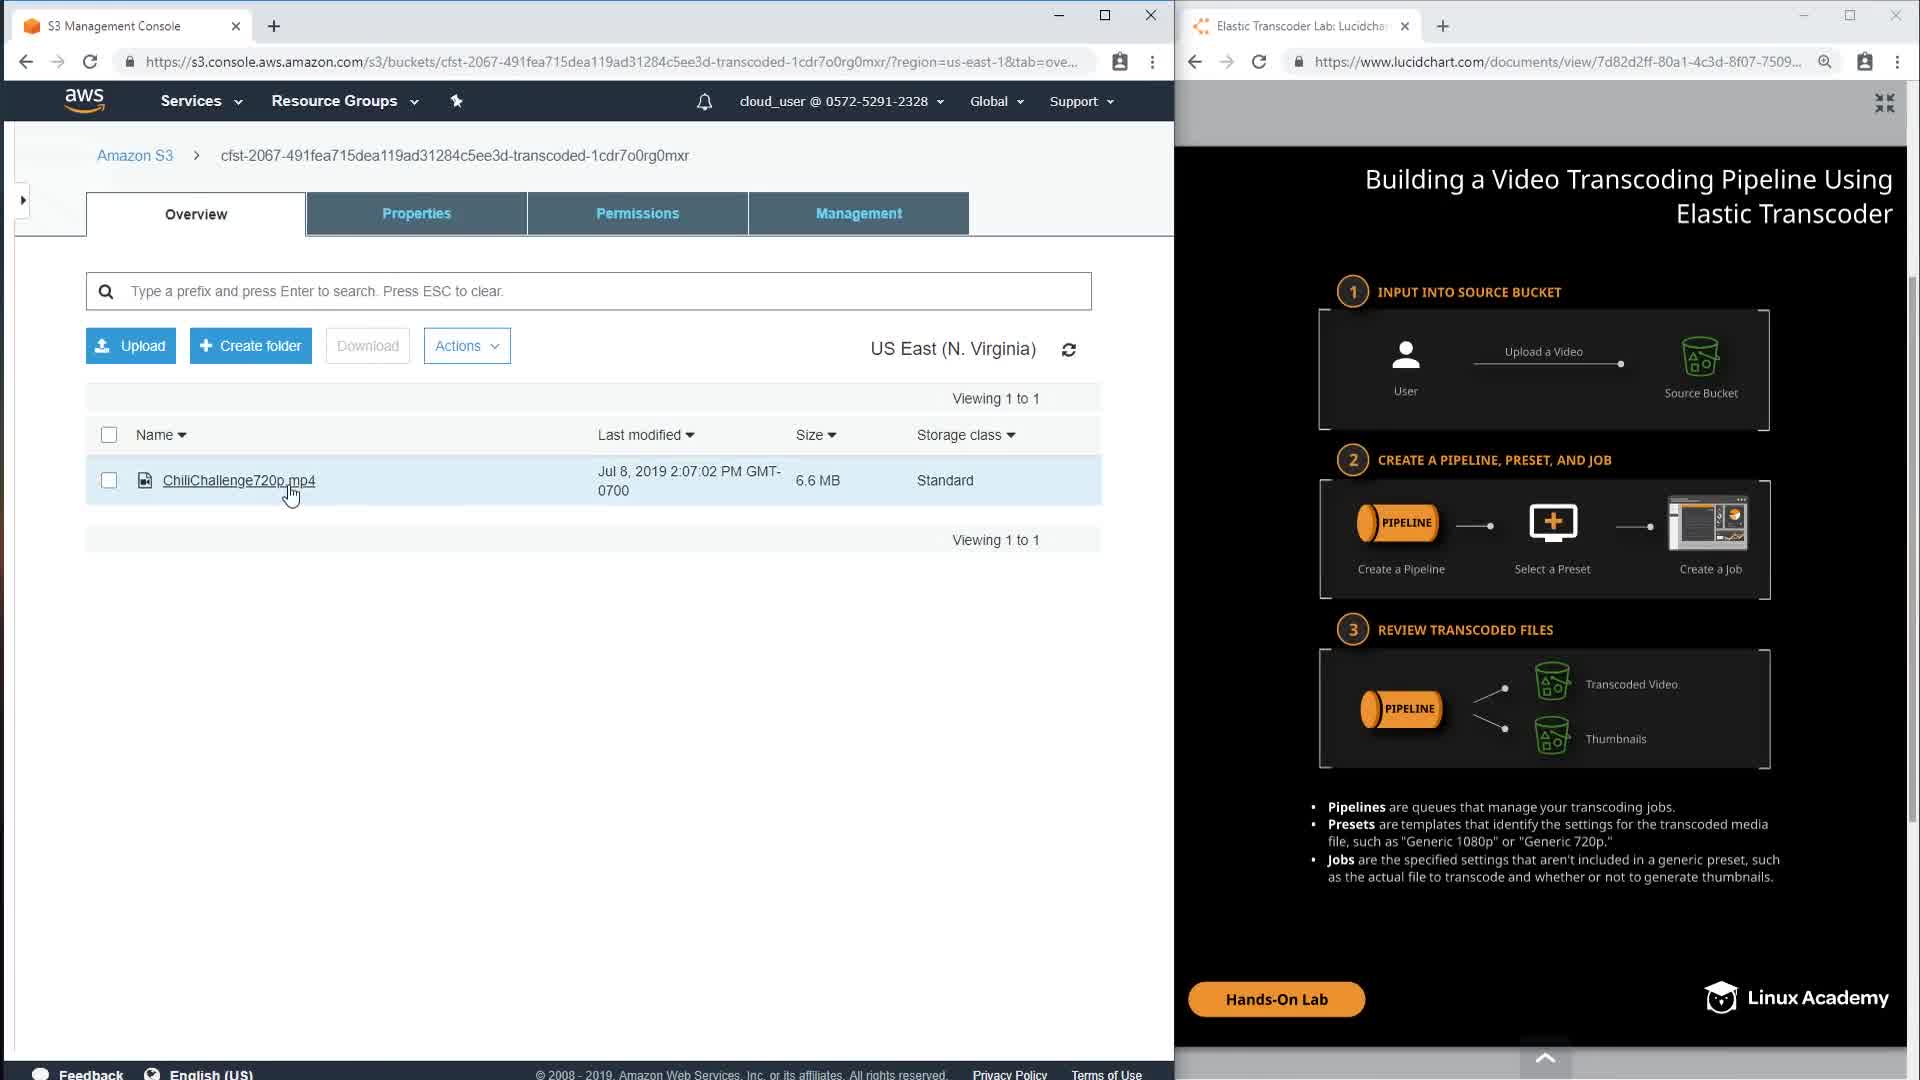 S3 Management Console
https://s3.console.aws.amazon.com/s3/buckets/cfst-2067-491fea715dea119ad31284c5ee3d-transcoded-1cdr7o0rg0mxr/?region=us-east-1&tab=ove...
aws
Services
Resource Groups
cloud_user @ 0572-5291-2328
Global
Support
Amazon S3 > cfst-2067-491fea715dea119ad31284c5ee3d-transcoded-1cdr7o0rg0mxr
Overview
Properties
Permissions
Management
Type a prefix and press Enter to search. Press ESC to clear.
Upload
Create folder
Download
Actions
US East (N. Virginia)
Viewing 1 to 1
Name
Last modified
Size
Storage class
ChiliChallenge720p.mp4
Jul 8, 2019 2:07:02 PM GMT-
0700
6.6 MB
Standard
Viewing 1 to 1
Feedback
English (US)
© 2008 - 2019, Amazon Web Services, Inc. or its affiliates. All rights reserved.
Privacy Policy
Terms of Use
Elastic Transcoder Lab: Lucidcha
https://www.lucidchart.com/documents/view/7d82d2ff-80a1-4c3d-8f07-7509...
Building a Video Transcoding Pipeline Using
Elastic Transcoder
1 INPUT INTO SOURCE BUCKET
Upload a Video
User
Source Bucket
2 CREATE A PIPELINE, PRESET, AND JOB
PIPELINE
Create a Pipeline
Select a Preset
Create a Job
3 REVIEW TRANSCODED FILES
Transcoded Video
PIPELINE
Thumbnails
• Pipelines are queues that manage your transcoding jobs.
• Presets are templates that identify the settings for the transcoded media
file, such as "Generic 1080p" or "Generic 720p."
• Jobs are the specified settings that aren't included in a generic preset, such
as the actual file to transcode and whether or not to generate thumbnails.
Hands-On Lab
Linux Academy